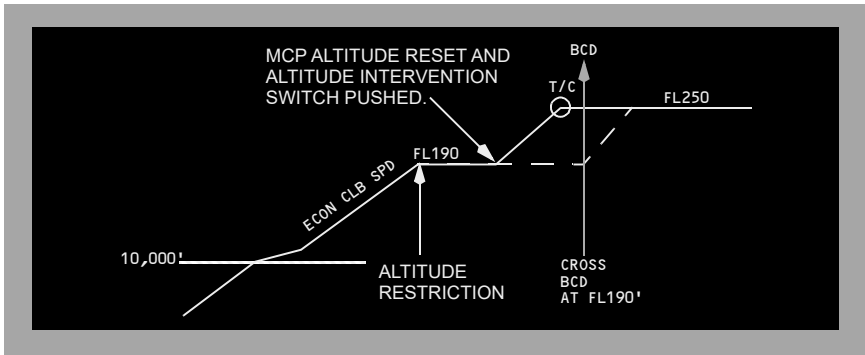 MCP ALTITUDE RESET AND
ALTITUDE INTERVENTION
SWITCH PUSHED.
BCD
T/C
FL250
FL190
ECON CLB SPD
10,000'
ALTITUDE
RESTRICTION
CROSS
BCD
AT FL190'